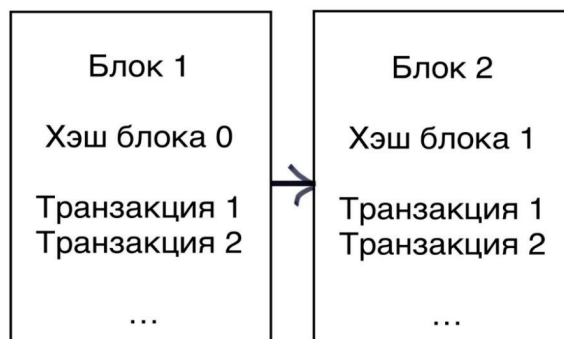 Блок 1
Хэш блока 0
Транзакция 1
Транзакция 2
...
Блок 2
Хэш блока 1
Транзакция 1
Транзакция 2
...